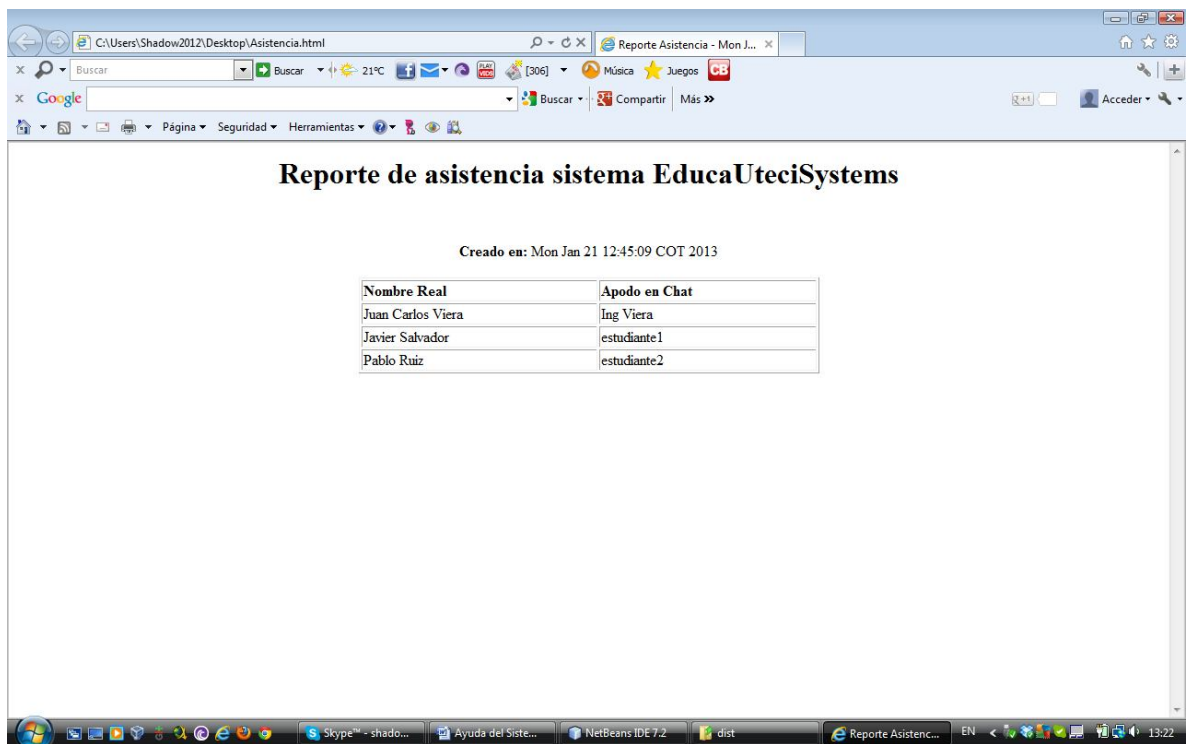 C:\Users\Shadow2012\Desktop\Asistencia.html
Reporte Asistencia - Mon J...
Buscar
Buscar
21°C
PLAY VIDS
[306]
Música
Juegos
CB
Google
Buscar
Compartir
Más
Acceder
Página
Seguridad
Herramientas
Reporte de asistencia sistema EducaUteciSystems
Creado en: Mon Jan 21 12:45:09 COT 2013
Nombre Real Apodo en Chat
Juan Carlos Viera Ing Viera
Javier Salvador estudiante1
Pablo Ruiz estudiante2
Skype™ - shado...
Ayuda del Siste...
NetBeans IDE 7.2
dist
Reporte Asistenc...
EN
13:22